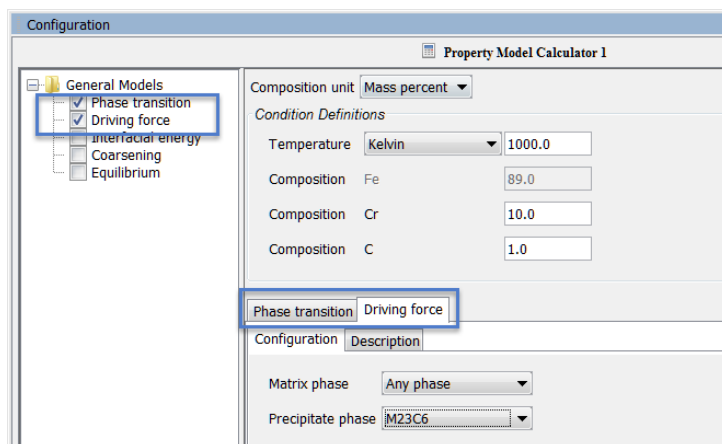 Configuration
Property Model Calculator 1
General Models
Phase transition
Driving force
Interfacial energy
Coarsening
Equilibrium
Composition unit Mass percent
Condition Definitions
Temperature Kelvin 1000.0
Composition Fe 89.0
Composition Cr 10.0
Composition C 1.0
Phase transition Driving force
Configuration Description
Matrix phase Any phase
Precipitate phase M23C6